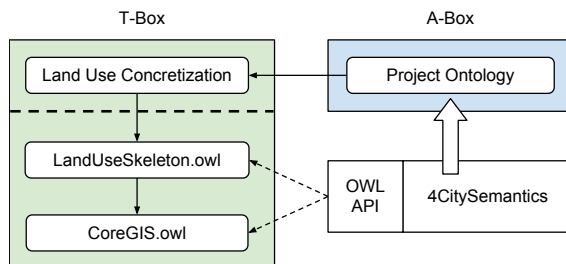 T-Box
A-Box
Land Use Concretization
Project Ontology
LandUseSkeleton.owl
OWL
API
4CitySemantics
CoreGIS.owl